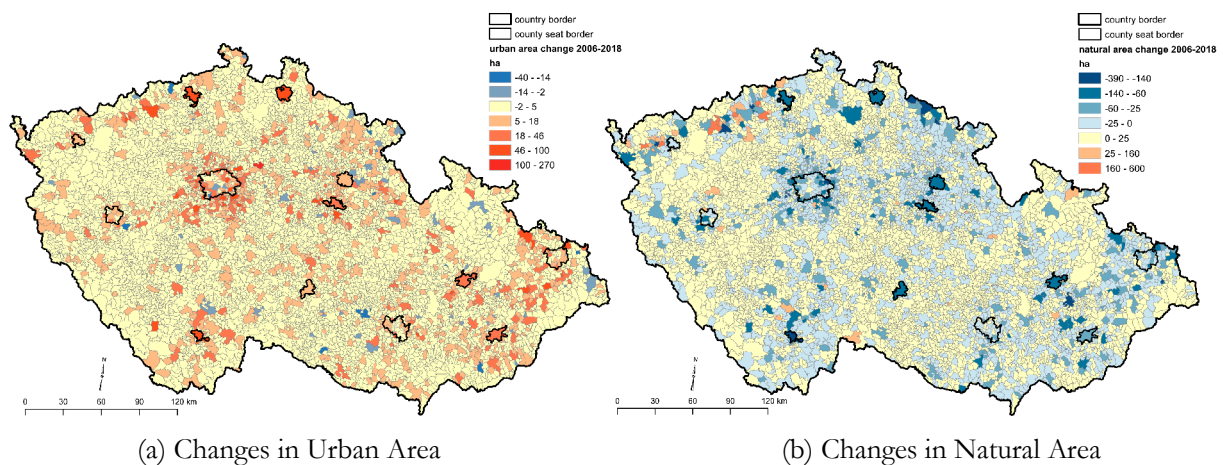 country border
county seat border
urban area change 2006-2018
ha
-40 - -14
-14 - -2
-2 - 5
5 - 18
18 - 46
46 - 100
100 - 270
N
0 30 60 90 120 km
(a) Changes in Urban Area
country border
county seat border
natural area change 2006-2018
ha
-390 - -140
-140 - -60
-60 - -25
-25 - 0
0 - 25
25 - 160
160 - 600
N
0 30 60 90 120 km
(b) Changes in Natural Area